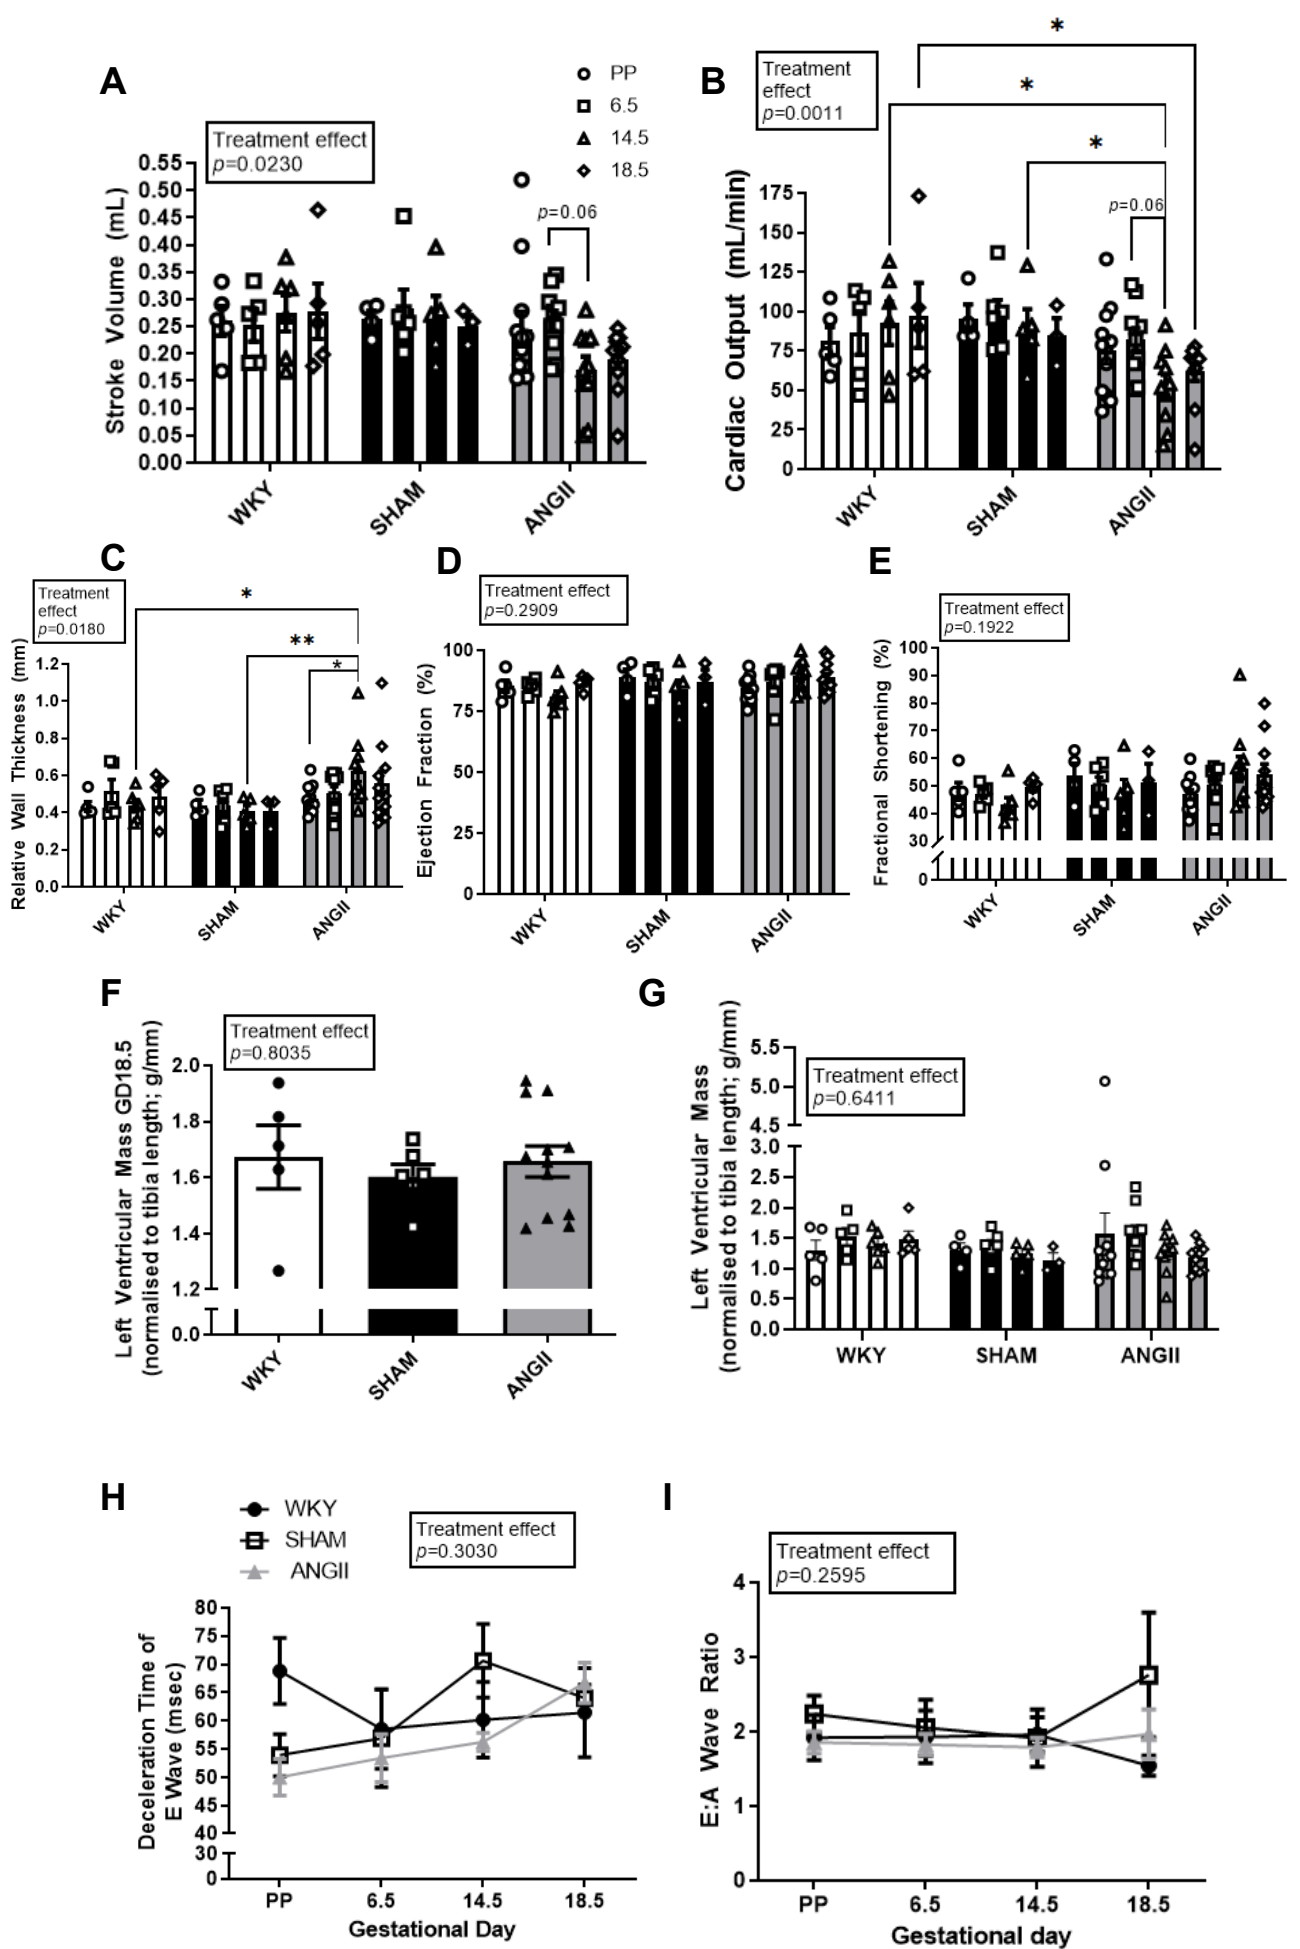 A
PP
6.5
14.5
18.5
Treatment effect
p=0.0230
p=0.06
Stroke Volume (mL)
0.55
0.50
0.45
0.40
0.35
0.30
0.25
0.20
0.15
0.10
0.05
0.00
WKY
SHAM
ANGII
B
Treatment
effect
p=0.0011
*
*
*
p=0.06
Cardiac Output (mL/min)
175
150
125
100
75
50
25
0
WKY
SHAM
ANGII
C
Treatment
effect
p=0.0180
*
**
*
Relative Wall Thickness (mm)
1.2
1.0
0.8
0.6
0.4
0.2
0.0
WKY
SHAM
ANGII
D
Treatment effect
p=0.2909
Ejection Fraction (%)
100
75
50
25
0
WKY
SHAM
ANGII
E
Treatment effect
p=0.1922
Fractional Shortening (%)
100
90
80
70
60
50
40
30
0
WKY
SHAM
ANGII
F
Treatment effect
p=0.8035
Left Ventricular Mass GD18.5
(normalised to tibia length; g/mm)
2.0
1.8
1.6
1.4
1.2
0.0
WKY
SHAM
ANGII
G
Treatment effect
p=0.6411
Left Ventricular Mass
(normalised to tibia length; g/mm)
5.5
5.0
4.5
3.0
2.5
2.0
1.5
1.0
0.5
0.0
WKY
SHAM
ANGII
H
WKY
SHAM
ANGII
Treatment effect
p=0.3030
Deceleration Time of
E Wave (msec)
80
75
70
65
60
55
50
45
40
30
0
PP
6.5
14.5
18.5
Gestational Day
I
Treatment effect
p=0.2595
E:A Wave Ratio
4
3
2
1
0
PP
6.5
14.5
18.5
Gestational day